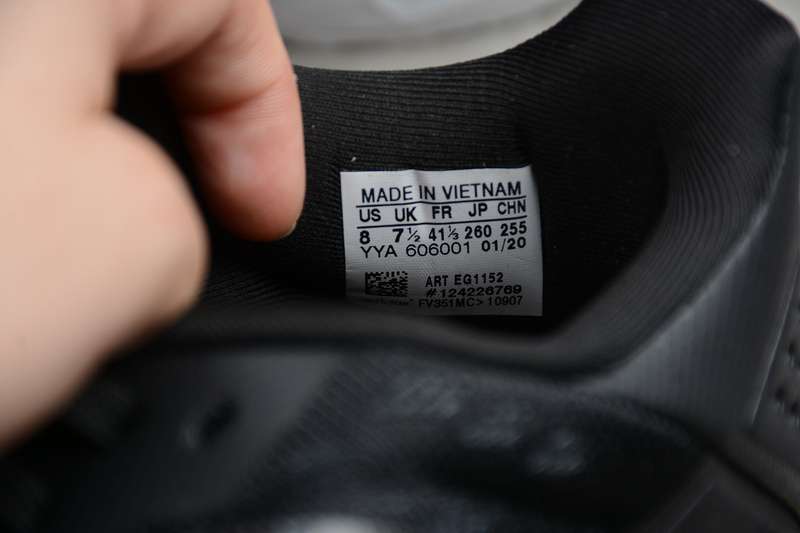 MADE IN VIETNAM
US UK FR JP CHN
8 7½ 41⅓ 260 255
YYA 606001 01/20
ART EG1152
#124226769
FV351MC> 10907